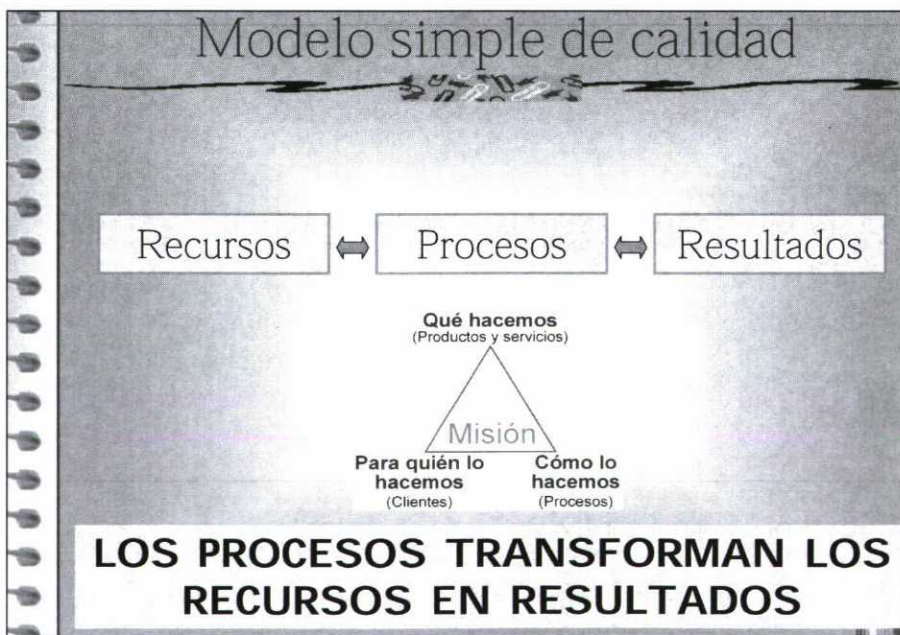 Modelo simple de calidad
Recursos Procesos Resultados
Qué hacemos
(Productos y servicios)
Misión
Para quién lo
hacemos
(Clientes)
Cómo lo
hacemos
(Procesos)
LOS PROCESOS TRANSFORMAN LOS
RECURSOS EN RESULTADOS